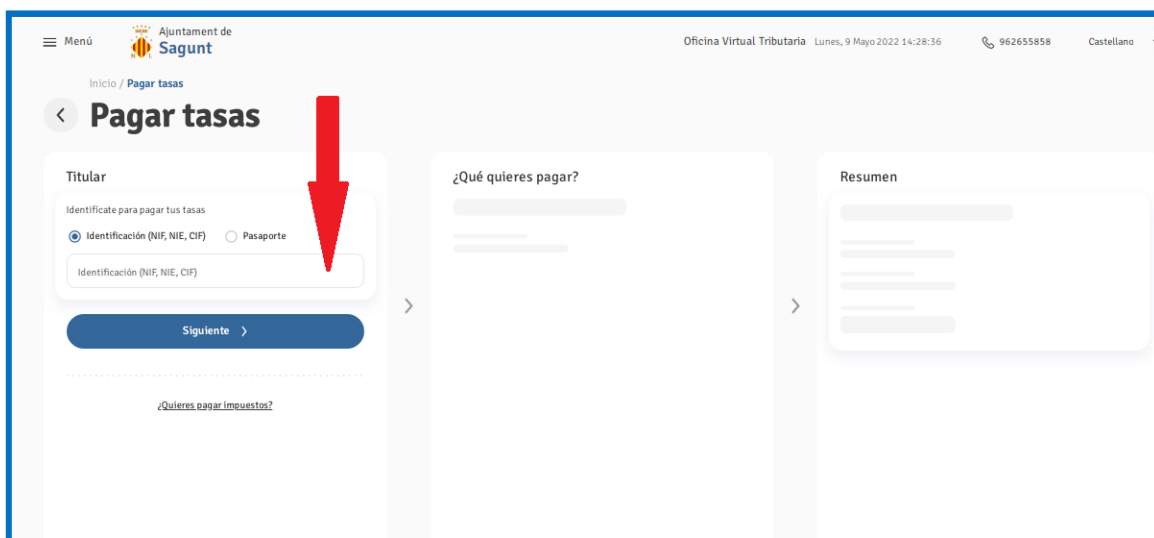 Menú
Ajuntament de
Sagunt
Oficina Virtual Tributaria Lunes, 9 Mayo 2022 14:28:36
962655858
Castellano
Inicio / Pagar tasas
Pagar tasas
Titular
Identifícate para pagar tus tasas
Identificación (NIF, NIE, CIF)
Pasaporte
Identificación (NIF, NIE, CIF)
Siguiente
¿Quieres pagar impuestos?
¿Qué quieres pagar?
Resumen